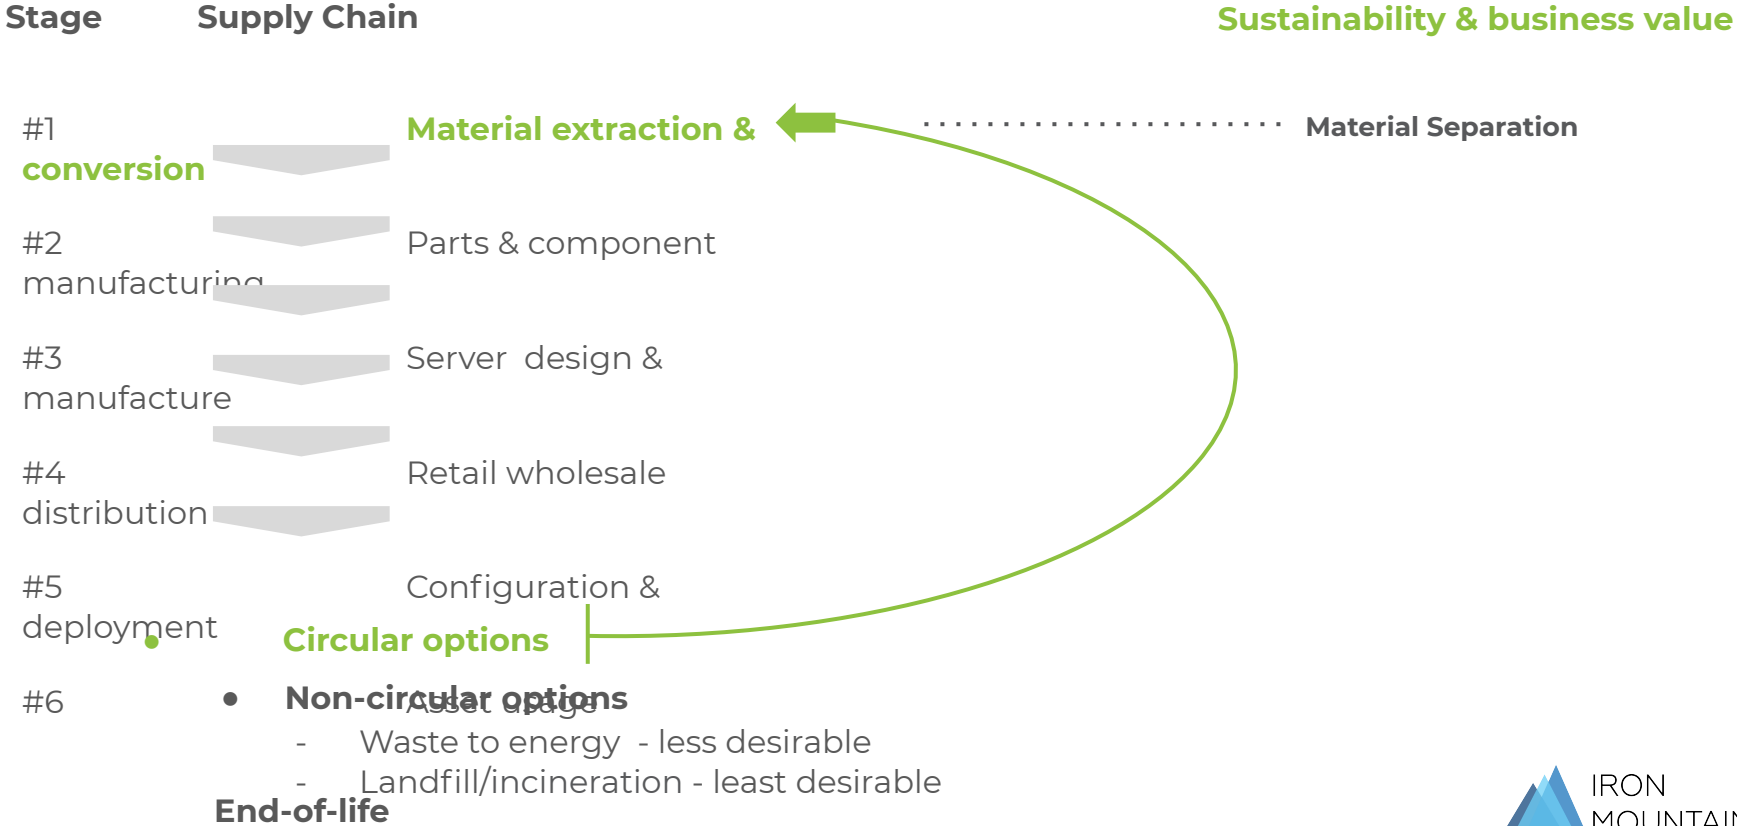 Stage Supply Chain Sustainability & business value
#1 Material extraction & Material Separation
conversion
#2 Parts & component
manufacturing
#3 Server design &
manufacture
#4 Retail wholesale
distribution
#5 Configuration &
deployment
• Circular options
#6 Asset usage
• Non-circular options
- Waste to energy - less desirable
- Landfill/incineration - least desirable
End-of-life
IRON
MOUNTAIN